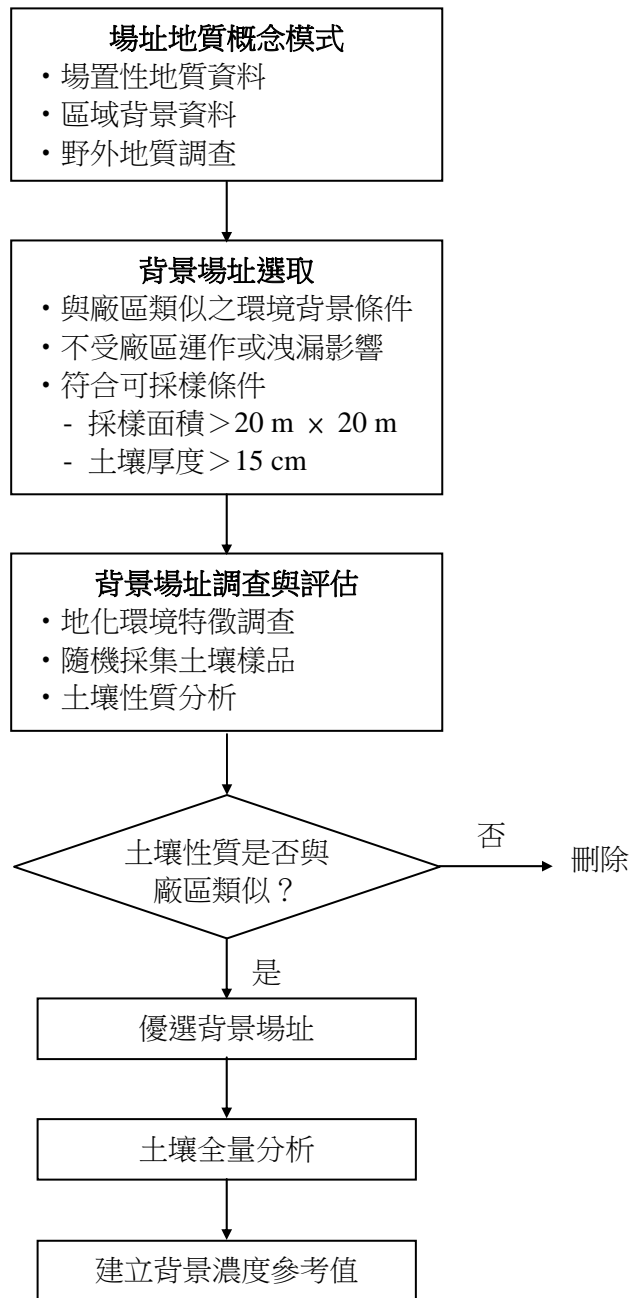 場址地質概念模式
・場置性地質資料
・區域背景資料
・野外地質調查
背景場址選取
・與廠區類似之環境背景條件
・不受廠區運作或洩漏影響
・符合可採樣條件
- 採樣面積＞20 m × 20 m
- 土壤厚度＞15 cm
背景場址調查與評估
・地化環境特徵調查
・隨機採集土壤樣品
・土壤性質分析
土壤性質是否與
廠區類似？
否
刪除
是
優選背景場址
土壤全量分析
建立背景濃度參考值